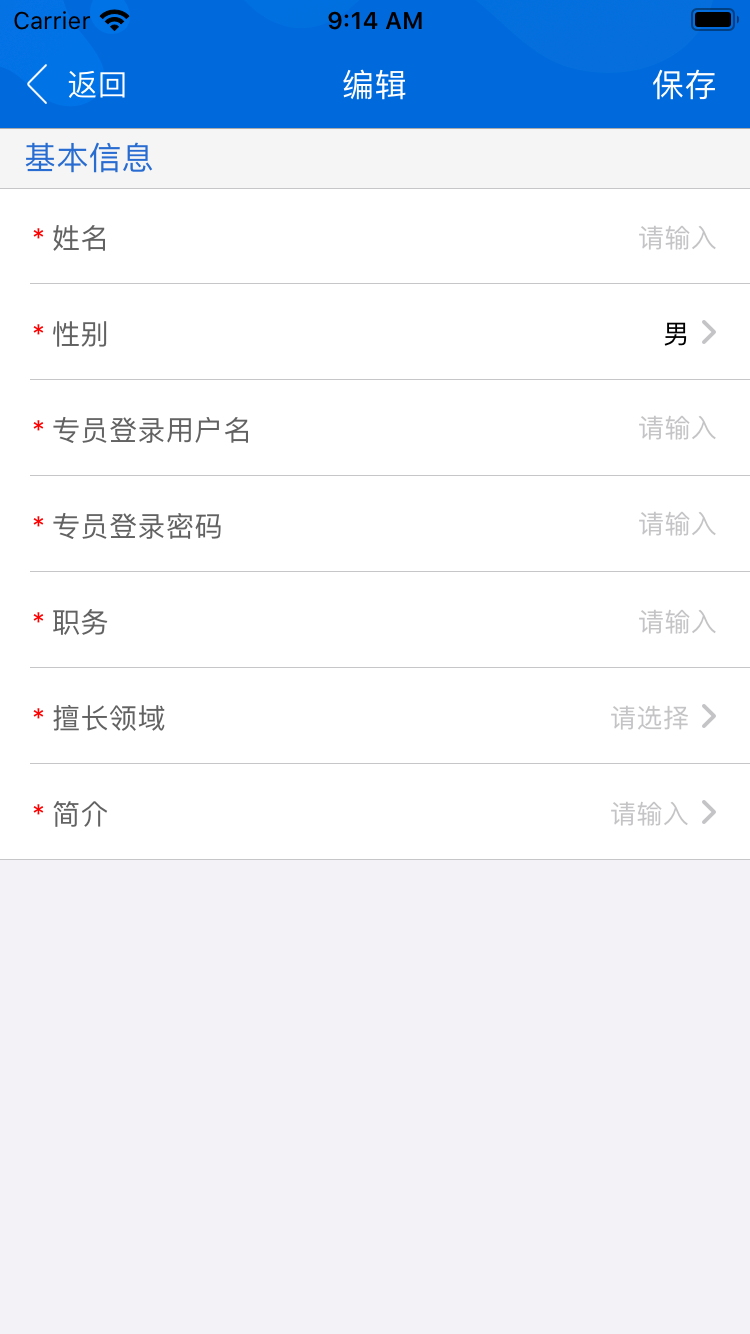 Carrier 9:14 AM
返回 编辑 保存
基本信息
* 姓名 请输入
* 性别 男
* 专员登录用户名 请输入
* 专员登录密码 请输入
* 职务 请输入
* 擅长领域 请选择
* 简介 请输入